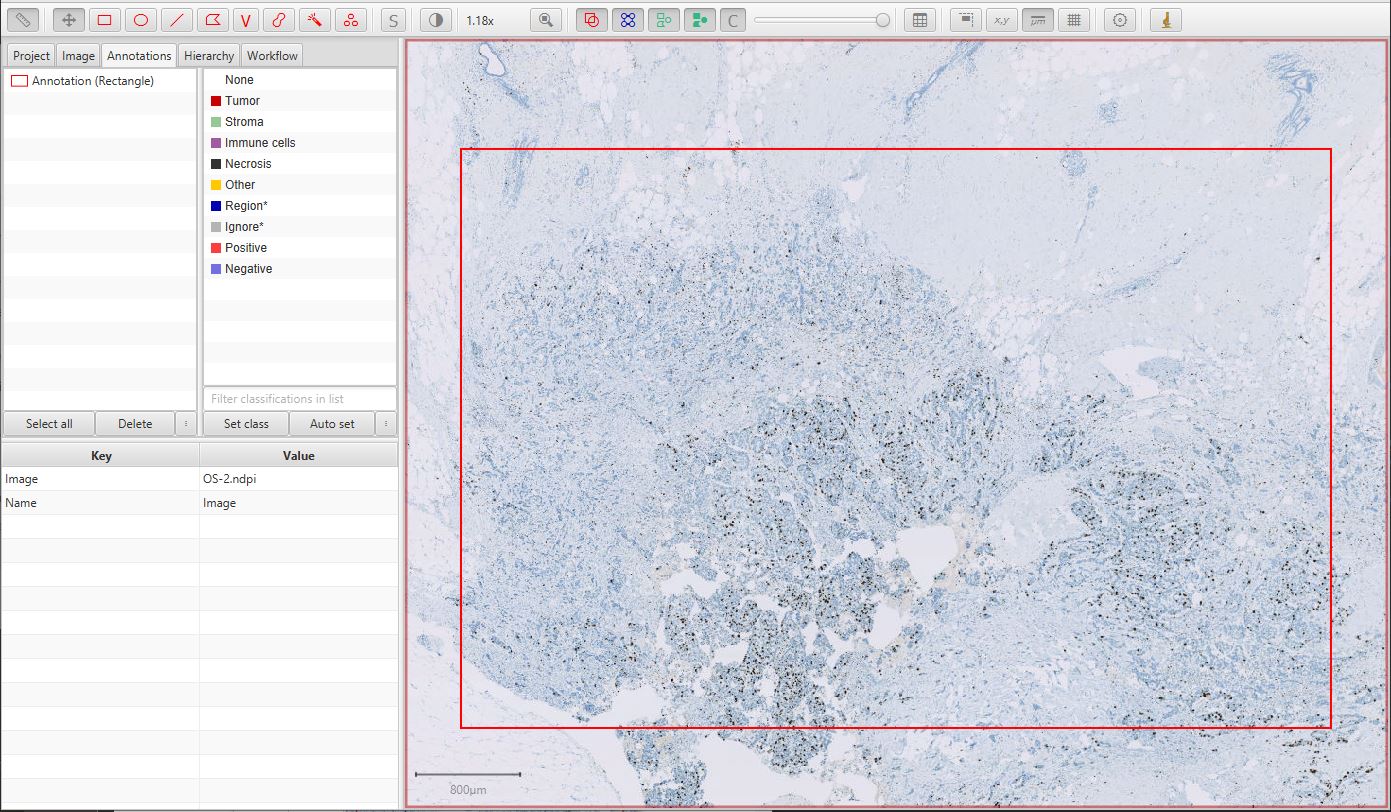 V
S
1.18x
C
x,y
μm
Project Image Annotations Hierarchy Workflow
Annotation (Rectangle)
None
Tumor
Stroma
Immune cells
Necrosis
Other
Region*
Ignore*
Positive
Negative
Filter classifications in list
Select all Delete ⋮ Set class Auto set ⋮
Key Value
Image OS-2.ndpi
Name Image
800μm